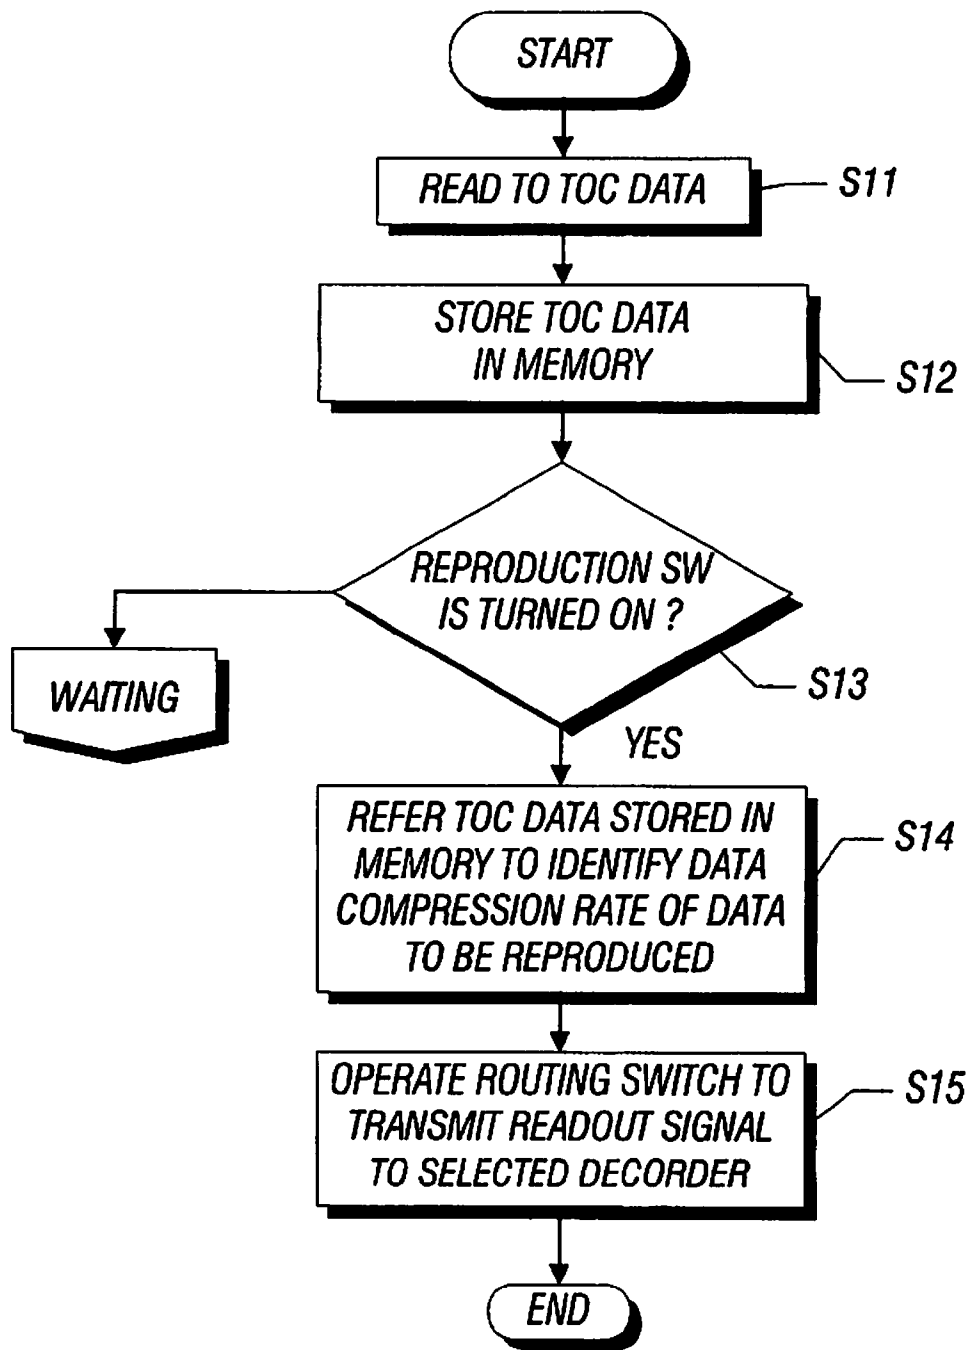 START
READ TO TOC DATA
S11
STORE TOC DATA
IN MEMORY
S12
REPRODUCTION SW
IS TURNED ON ?
S13
WAITING
YES
REFER TOC DATA STORED IN
MEMORY TO IDENTIFY DATA
COMPRESSION RATE OF DATA
TO BE REPRODUCED
S14
OPERATE ROUTING SWITCH TO
TRANSMIT READOUT SIGNAL
TO SELECTED DECORDER
S15
END